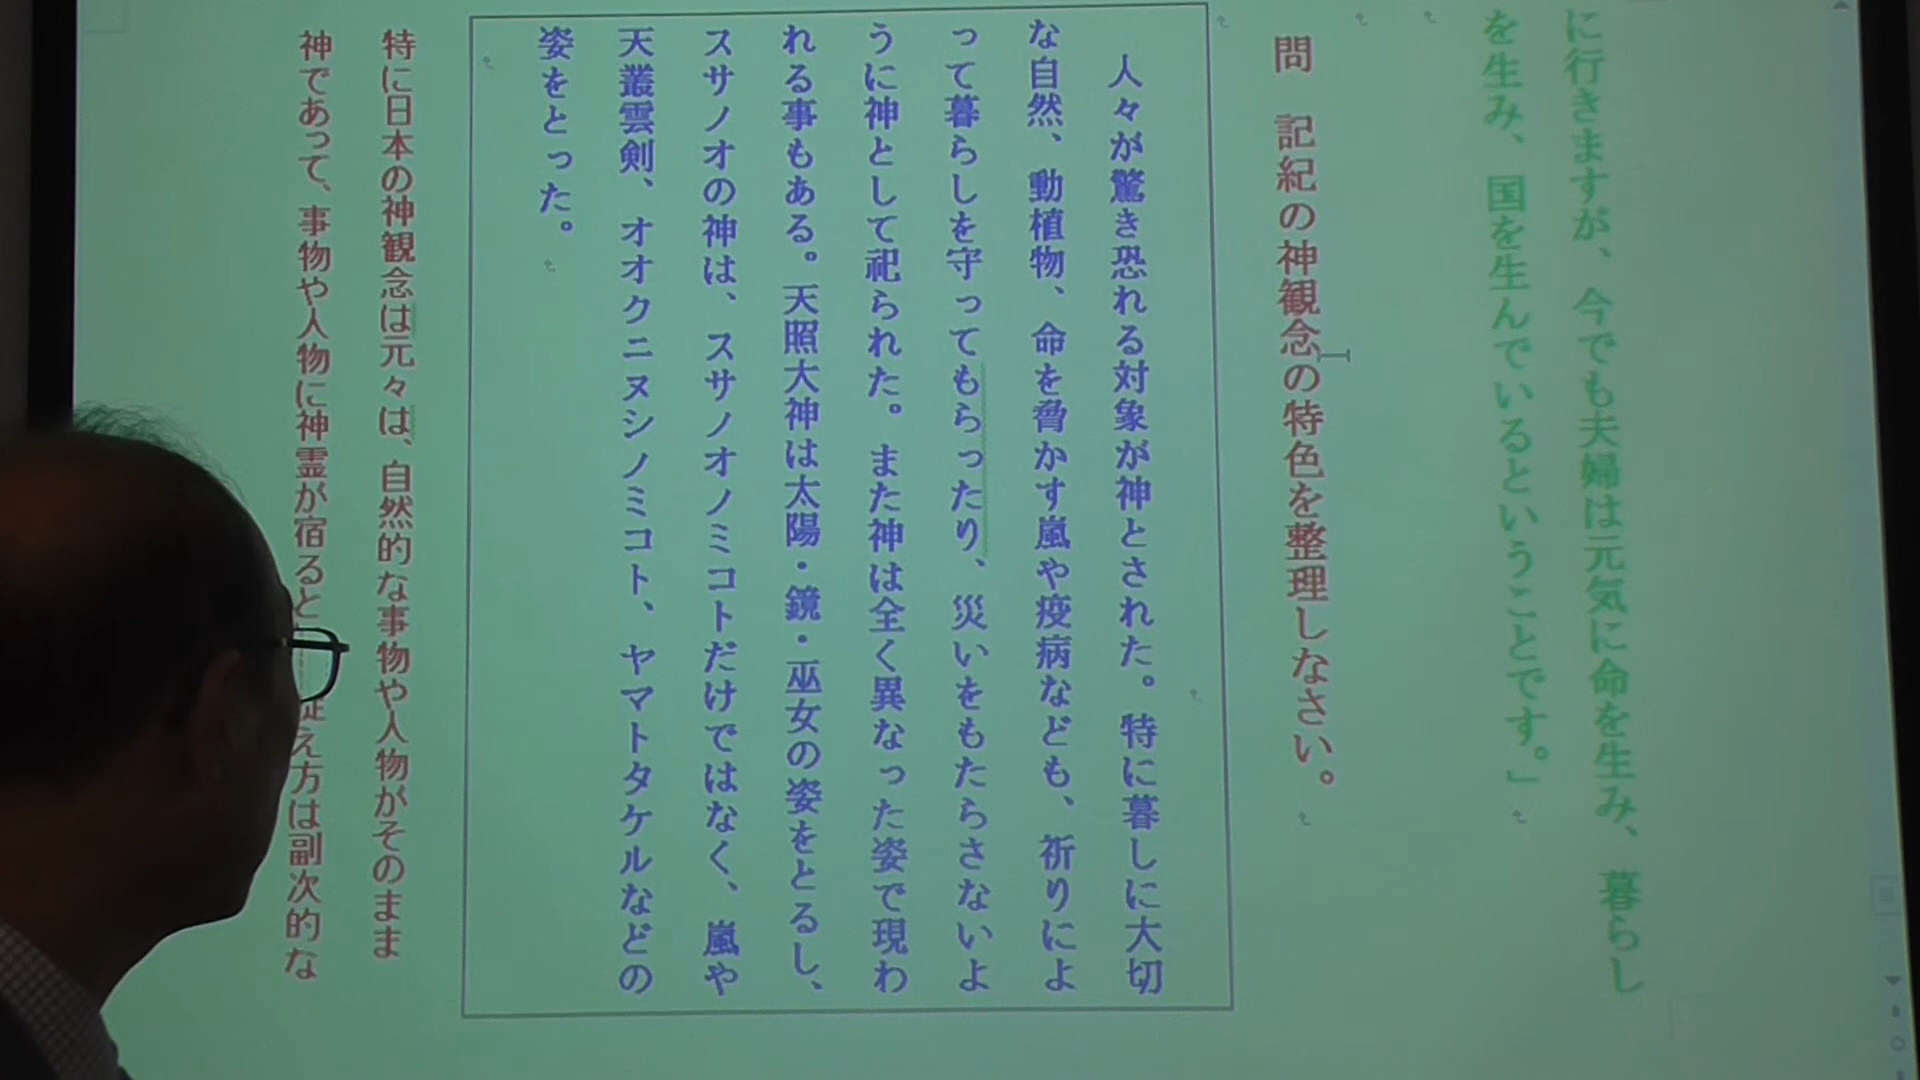 に行きますが、今でも夫婦は元気に命を生み、暮らし
を生み、国を生んでいるということです。」
問　記紀の神観念の特色を整理しなさい。
人々が驚き恐れる対象が神とされた。特に暮しに大切
な自然、動植物、命を脅かす嵐や疫病なども、祈りによ
って暮らしを守ってもらったり、災いをもたらさないよ
うに神として祀られた。また神は全く異なった姿で現わ
れる事もある。天照大神は太陽・鏡・巫女の姿をとるし、
スサノオの神は、スサノオノミコトだけではなく、嵐や
天叢雲剣、オオクニヌシノミコト、ヤマトタケルなどの
姿をとった。
特に日本の神観念は元々は、自然的な事物や人物がそのまま
神であって、事物や人物に神霊が宿ると
え方は副次的な